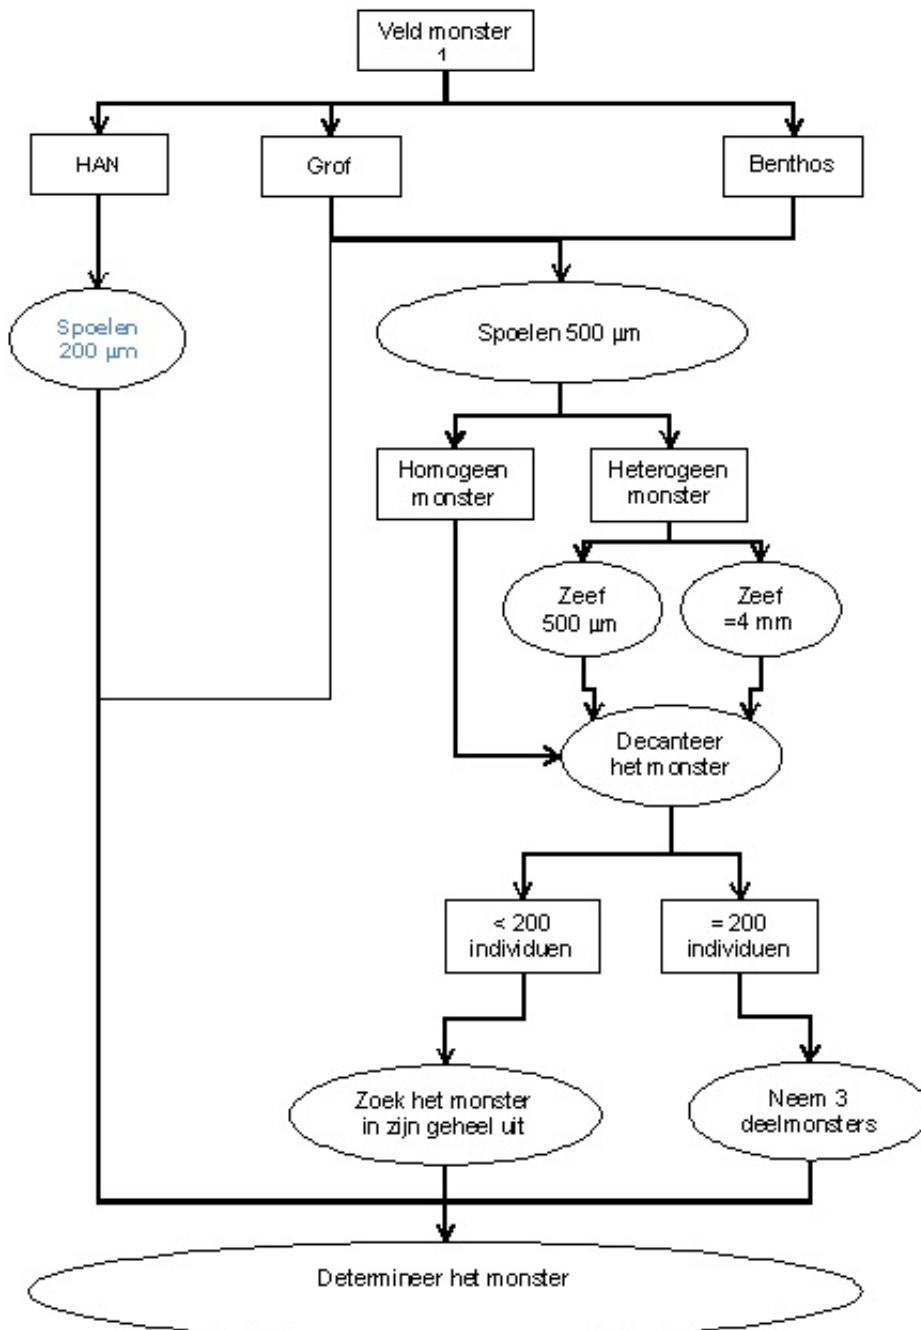 Veld monster
1
HAN
Grof
Benthos
Spoelen
200 µm
Spoelen 500 µm
Homogeen
monster
Heterogeen
monster
Zeef
500 µm
Zeef
=4 mm
Decanteer
het monster
< 200
individuen
= 200
individuen
Zoek het monster
in zijn geheel uit
Neem 3
deelmonsters
Determineer het monster